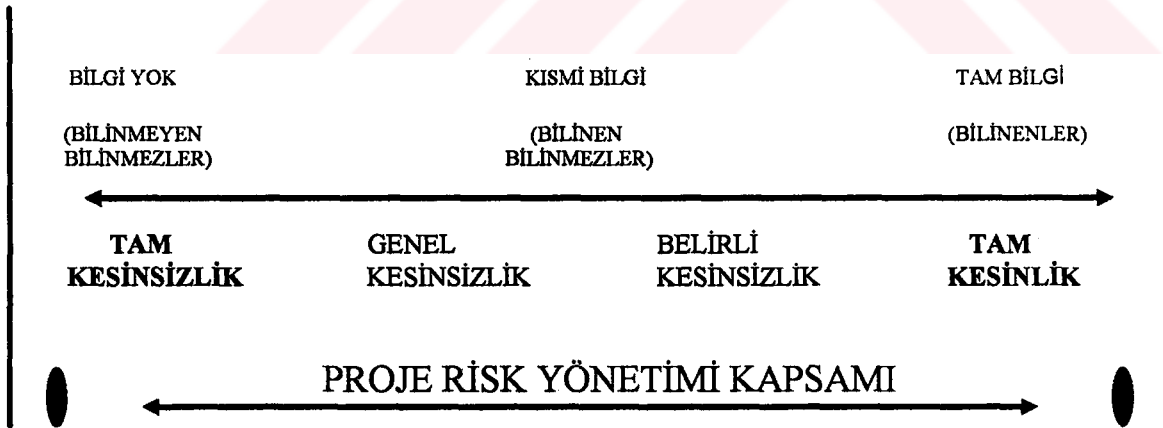 BİLGİ YOK KISMİ BİLGİ TAM BİLGİ
(BİLİNMEYEN (BİLİNEN (BİLİNENLER)
BİLİNMEZLER) BİLİNMEZLER)
TAM GENEL BELİRLİ TAM
KESİNSİZLİK KESİNSİZLİK KESİNSİZLİK KESİNLİK
PROJE RİSK YÖNETİMİ KAPSAMI